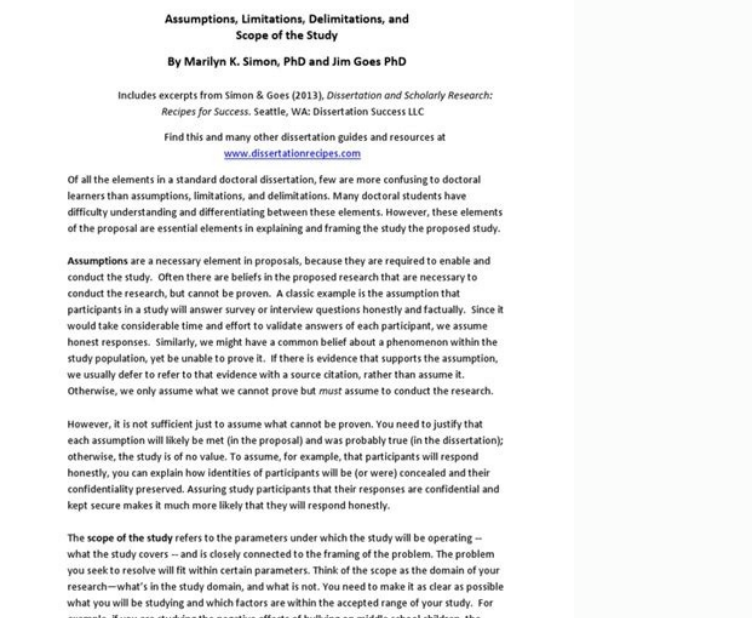 Assumptions, Limitations, Delimitations, and
Scope of the Study
By Marilyn K. Simon, PhD and Jim Goes PhD
Includes excerpts from Simon & Goes (2013), Dissertation and Scholarly Research:
Recipes for Success. Seattle, WA: Dissertation Success LLC
Find this and many other dissertation guides and resources at
www.dissertationrecipes.com
Of all the elements in a standard doctoral dissertation, few are more confusing to doctoral
learners than assumptions, limitations, and delimitations. Many doctoral students have
difficulty understanding and differentiating between these elements. However, these elements
of the proposal are essential elements in explaining and framing the study the proposed study.
Assumptions are a necessary element in proposals, because they are required to enable and
conduct the study. Often there are beliefs in the proposed research that are necessary to
conduct the research, but cannot be proven. A classic example is the assumption that
participants in a study will answer survey or interview questions honestly and factually. Since it
would take considerable time and effort to validate answers of each participant, we assume
honest responses. Similarly, we might have a common belief about a phenomenon within the
study population, yet be unable to prove it. If there is evidence that supports the assumption,
we usually defer to refer to that evidence with a source citation, rather than assume it.
Otherwise, we only assume what we cannot prove but must assume to conduct the research.
However, it is not sufficient just to assume what cannot be proven. You need to justify that
each assumption will likely be met (in the proposal) and was probably true (in the dissertation);
otherwise, the study is of no value. To assume, for example, that participants will respond
honestly, you can explain how identities of participants will be (or were) concealed and their
confidentiality preserved. Assuring study participants that their responses are confidential and
kept secure makes it much more likely that they will respond honestly.
The scope of the study refers to the parameters under which the study will be operating --
what the study covers -- and is closely connected to the framing of the problem. The problem
you seek to resolve will fit within certain parameters. Think of the scope as the domain of your
research—what's in the study domain, and what is not. You need to make it as clear as possible
what you will be studying and which factors are within the accepted range of your study. For